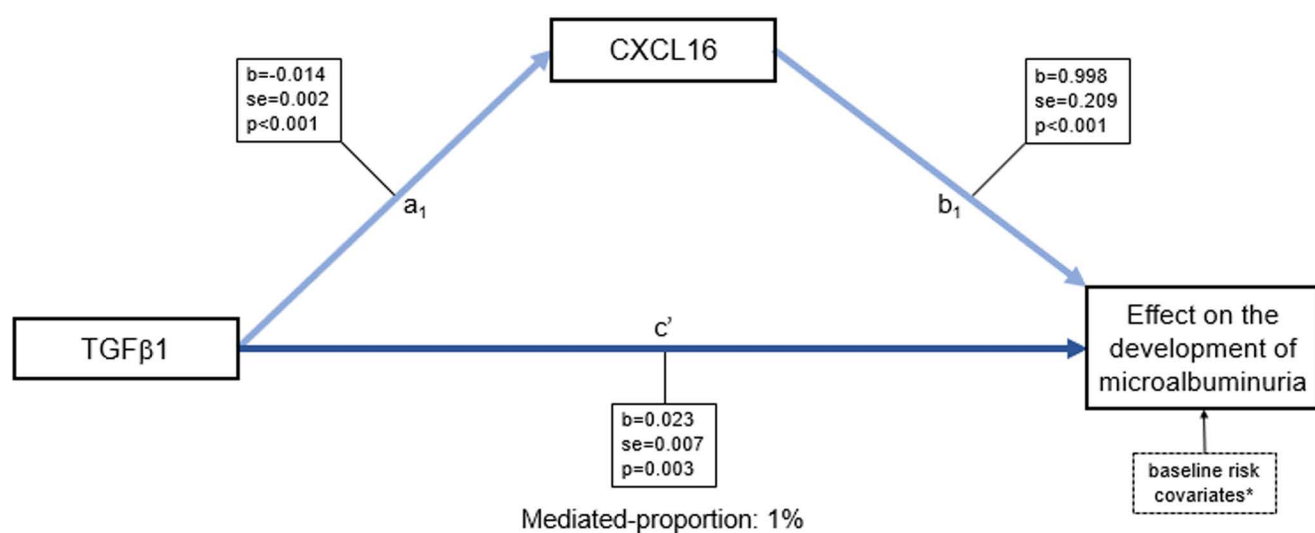 CXCL16
b=-0.014
se=0.002
p<0.001
b=0.998
se=0.209
p<0.001
a₁
b₁
TGFβ1
c’
Effect on the
development of
microalbuminuria
b=0.023
se=0.007
p=0.003
baseline risk
covariates*
Mediated-proportion: 1%